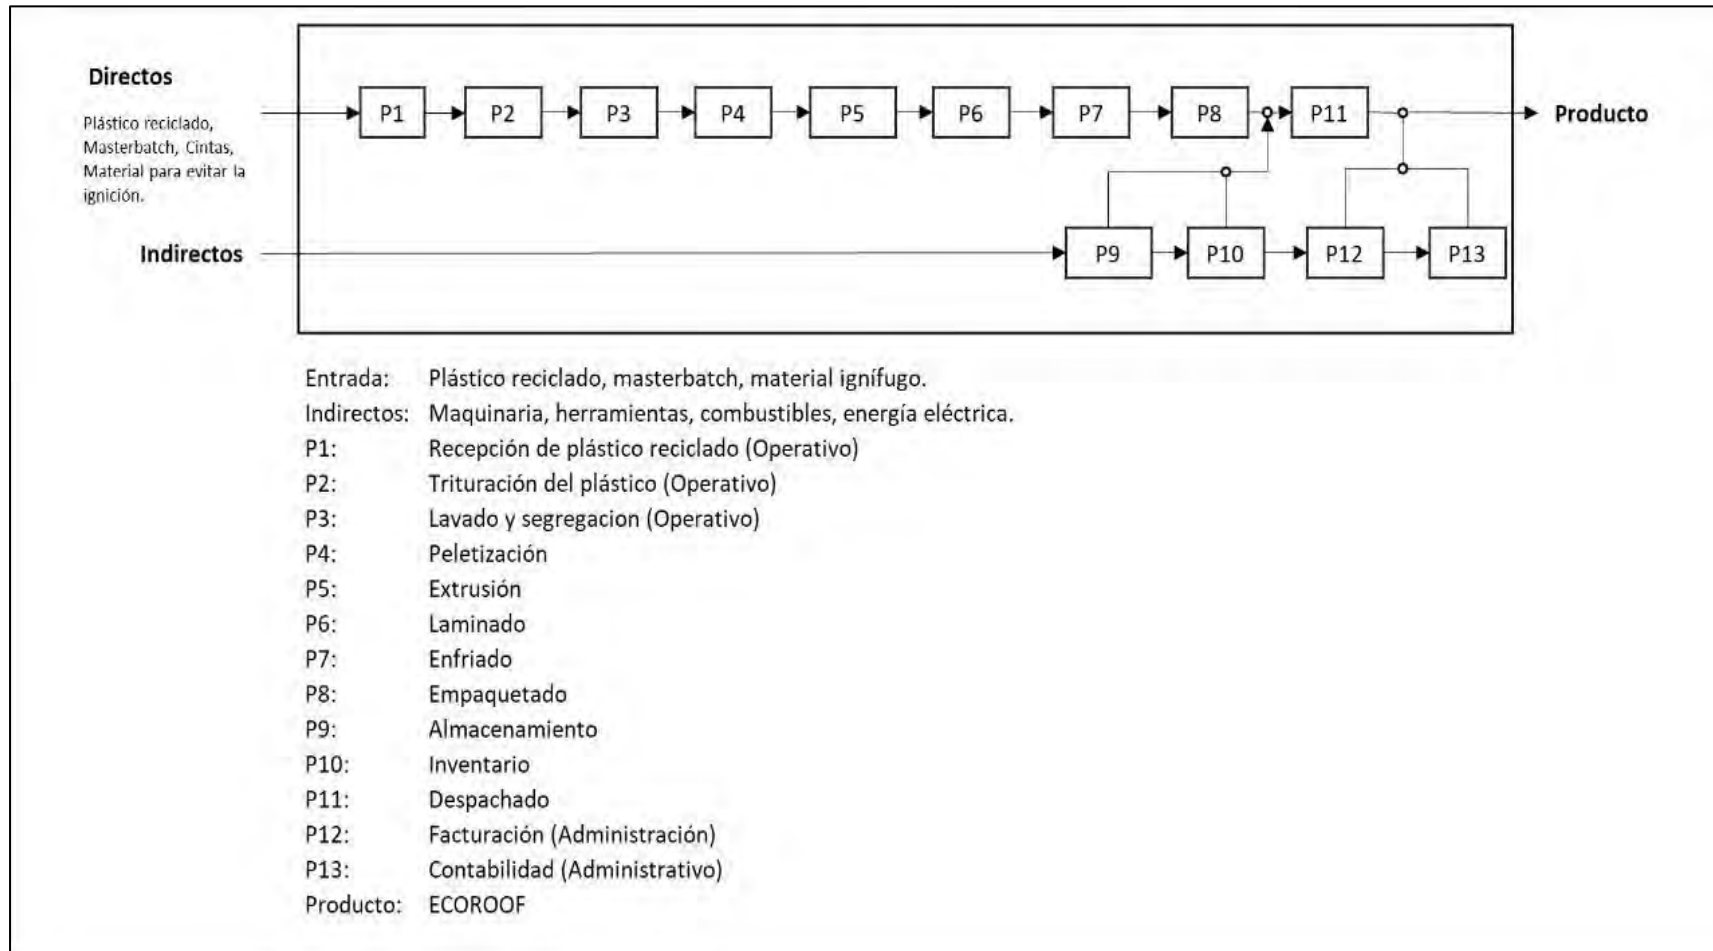 Directos
Plástico reciclado,
Masterbatch, Cintas,
Material para evitar la
ignición.
P1 P2 P3 P4 P5 P6 P7 P8 P11
Producto
Indirectos
P9 P10 P12 P13
Entrada: Plástico reciclado, masterbatch, material ignífugo.
Indirectos: Maquinaria, herramientas, combustibles, energía eléctrica.
P1: Recepción de plástico reciclado (Operativo)
P2: Trituración del plástico (Operativo)
P3: Lavado y segregacion (Operativo)
P4: Peletización
P5: Extrusión
P6: Laminado
P7: Enfriado
P8: Empaquetado
P9: Almacenamiento
P10: Inventario
P11: Despachado
P12: Facturación (Administración)
P13: Contabilidad (Administrativo)
Producto: ECOROOF